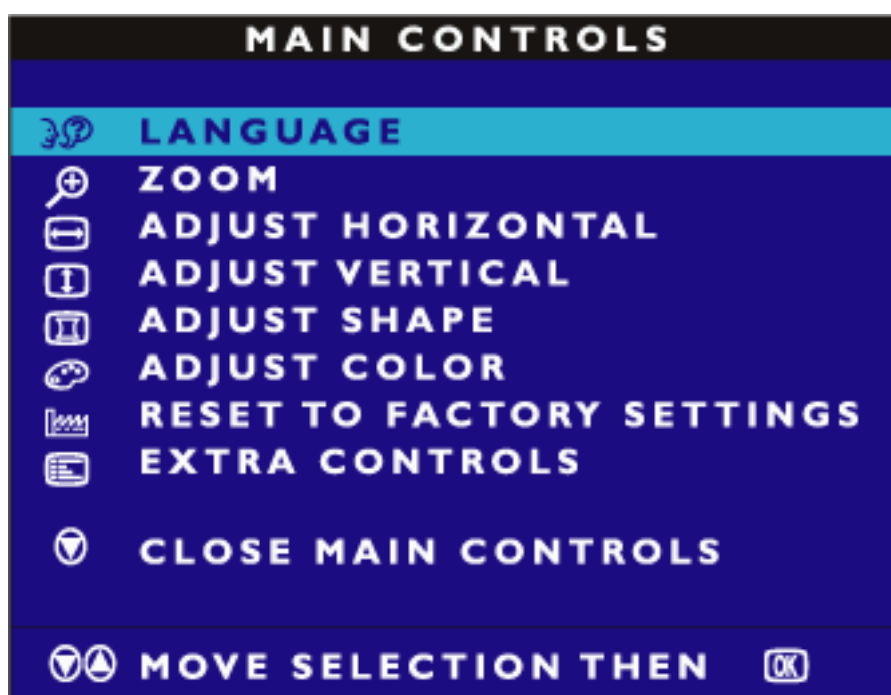 MAIN CONTROLS
LANGUAGE
ZOOM
ADJUST HORIZONTAL
ADJUST VERTICAL
ADJUST SHAPE
ADJUST COLOR
RESET TO FACTORY SETTINGS
EXTRA CONTROLS
CLOSE MAIN CONTROLS
MOVE SELECTION THEN OK